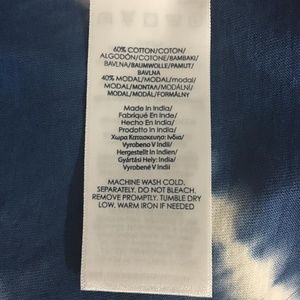 60% COTTON/COTON/
ALGODÓN/COTONE/BAMBAKI/
BAVLNA/BAUMWOLLE/PAMUT/
BAVLNA
40% MODAL/MODAL/modal/
MODAL/ΜΟΝΤΑΛ/MODÁLNÍ/
MODAL/MODÁL/FORMÁLNY
Made In India/
Fabriqué En Inde/
Hecho En India/
Prodotto In India/
Χωρα Κατασκευησ: Ινδια/
Vyrobeno V Indii/
Hergestellt In Indien/
Gyártási Hely: India/
Vyrobené V Indii
MACHINE WASH COLD,
SEPARATELY. DO NOT BLEACH.
REMOVE PROMPTLY. TUMBLE DRY
LOW, WARM IRON IF NEEDED